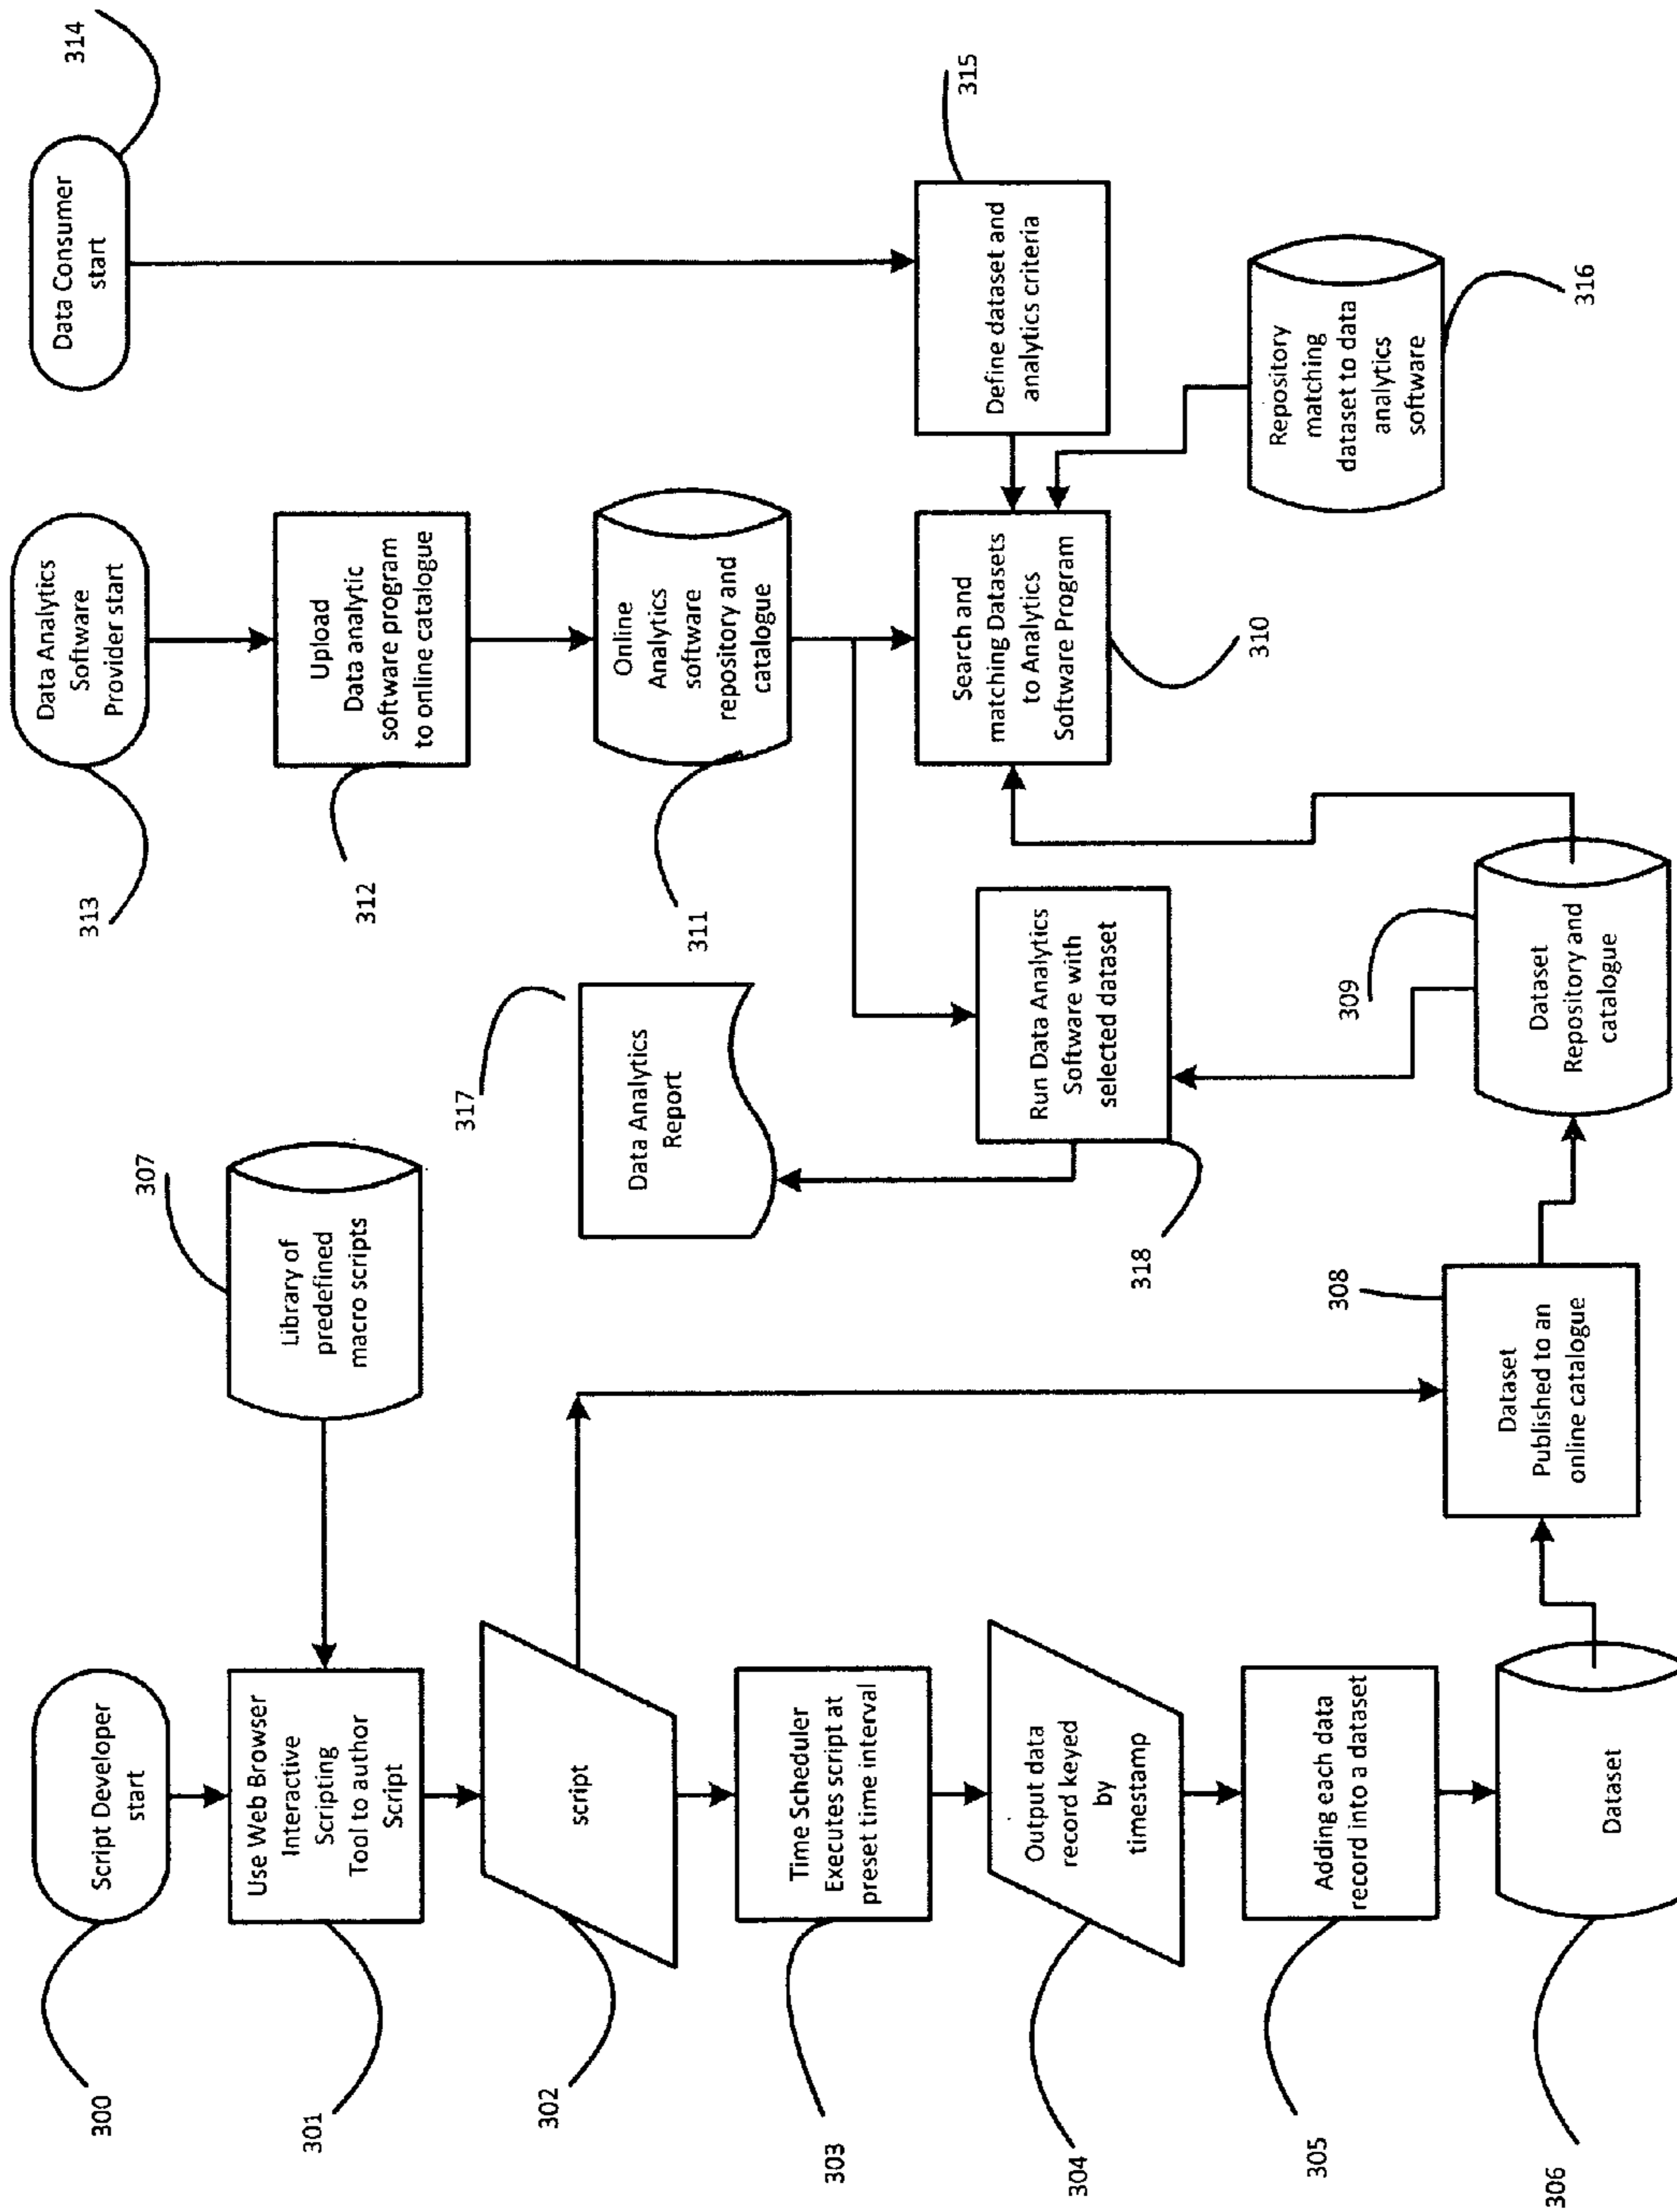 300
Script Developer
start
301
Use Web Browser
Interactive
Scripting
Tool to author
Script
307
Library of
predefined
macro scripts
302
script
303
Time Scheduler
Executes script at
preset time interval
304
Output data
record keyed
by
timestamp
305
Adding each data
record into a dataset
306
Dataset
308
Dataset
Published to an
online catalogue
309
Dataset
Repository and
catalogue
317
Data Analytics
Report
318
Run Data Analytics
Software with
selected dataset
313
Data Analytics
Software
Provider start
312
Upload
Data analytic
software program
to online catalogue
311
Online
Analytics
software
repository and
catalogue
310
Search and
matching Datasets
to Analytics
Software Program
314
Data Consumer
start
315
Define dataset and
analytics criteria
316
Repository
matching
dataset to data
analytics
software